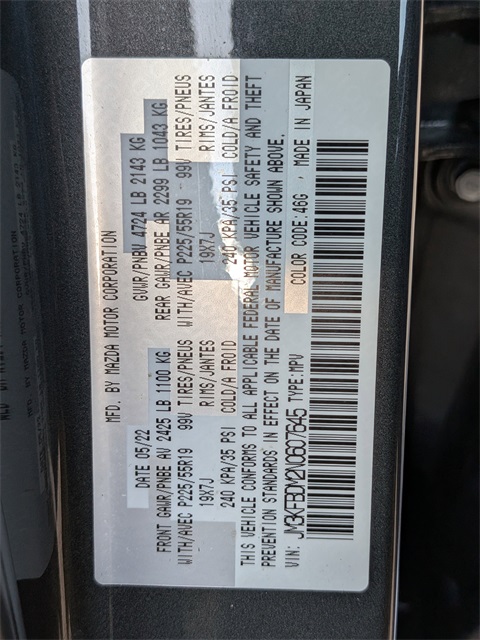 MFD. BY MAZDA MOTOR CORPORATION
DATE 05/22
GVWR/PNBV 4724 LB 2143 KG
FRONT GAWR/PNBE AV 2425 LB 1100 KG
REAR GAWR/PNBE AR 2299 LB 1043 KG
WITH/AVEC P225/55R19 99V TIRES/PNEUS
WITH/AVEC P225/55R19 99V TIRES/PNEUS
19X7J RIMS/JANTES
19X7J RIMS/JANTES
240 KPA/35 PSI COLD/A FROID
240 KPA/35 PSI COLD/A FROID
THIS VEHICLE CONFORMS TO ALL APPLICABLE FEDERAL MOTOR VEHICLE SAFETY AND THEFT
PREVENTION STANDARDS IN EFFECT ON THE DATE OF MANUFACTURE SHOWN ABOVE.
VIN: JM3KFBDM2N0607645 TYPE:MPV
COLOR CODE:46G , MADE IN JAPAN